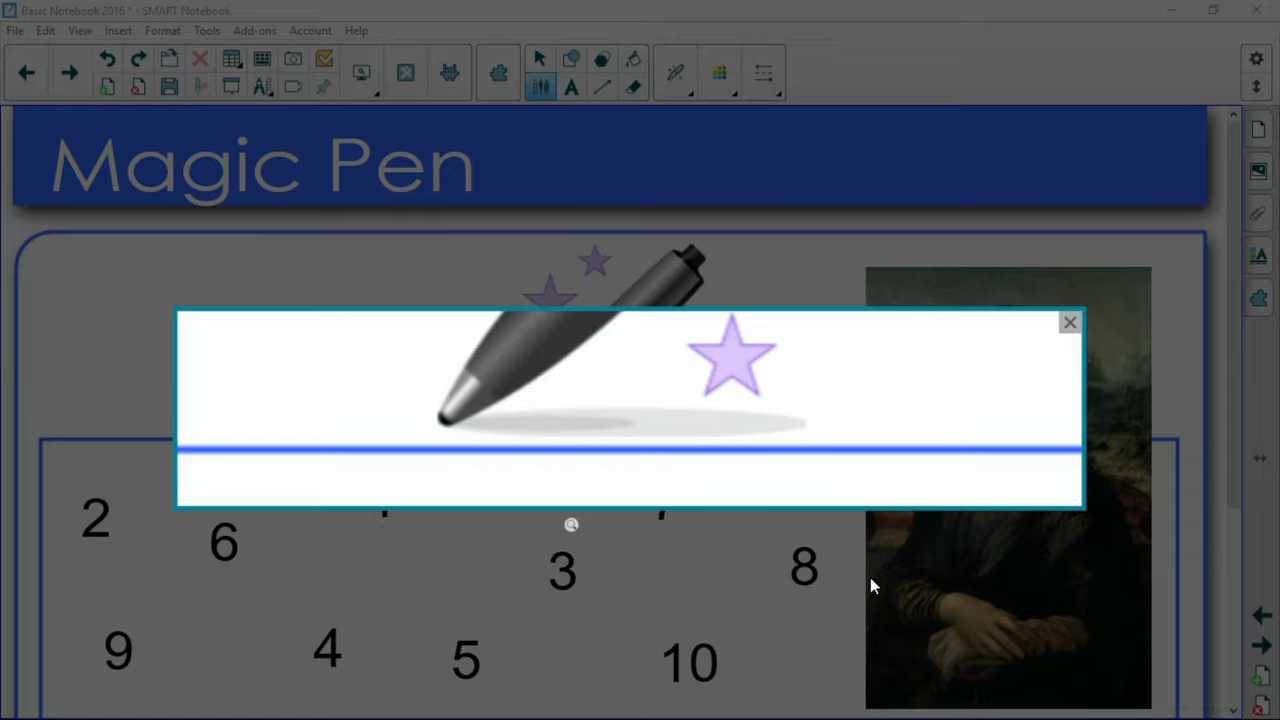 Basic Notebook 2016 * - SMART Notebook
File Edit View Insert Format Tools Add-ons Account Help
Magic Pen
2 6 3 8
9 4 5 10